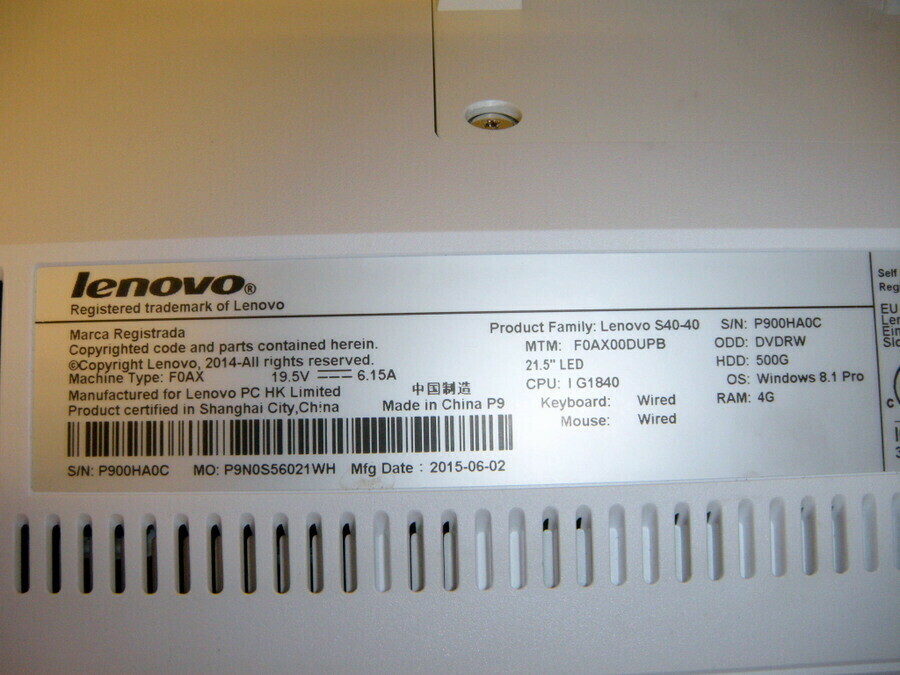 lenovo®
Registered trademark of Lenovo
Marca Registrada
Copyrighted code and parts contained herein.
©Copyright Lenovo, 2014-All rights reserved.
Machine Type: F0AX 19.5V 6.15A
Manufactured for Lenovo PC HK Limited 中国制造
Product certified in Shanghai City,China Made in China P9
S/N: P900HA0C MO: P9N0S56021WH Mfg Date : 2015-06-02
Product Family: Lenovo S40-40 S/N: P900HA0C
MTM: F0AX00DUPB ODD: DVDRW
21.5" LED HDD: 500G
CPU: I G1840 OS: Windows 8.1 Pro
Keyboard: Wired RAM: 4G
Mouse: Wired
Self
EU